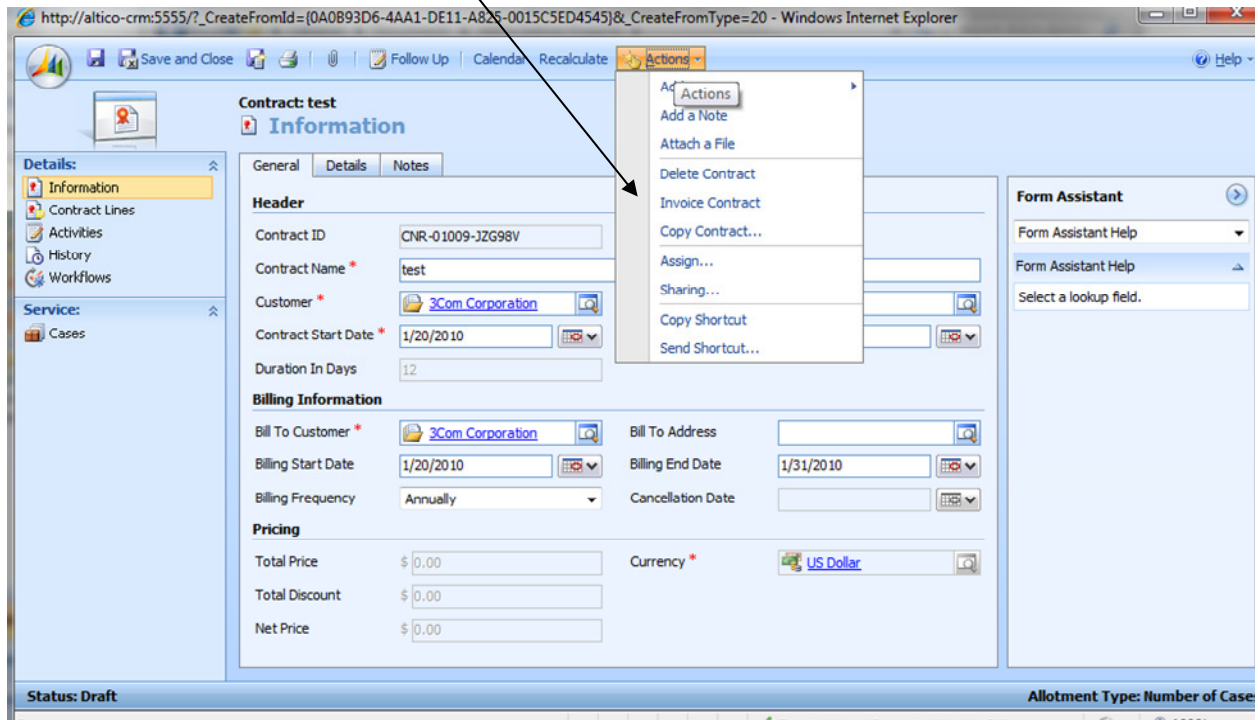 http://altico-crm:5555/?_CreateFromId={0A0B93D6-4AA1-DE11-A825-0015C5ED4545}&_CreateFromType=20 - Windows Internet Explorer
Save and Close Follow Up Calendar Recalculate Actions Help
Contract: test
Information
Actions
Add a Note
Attach a File
Delete Contract
Invoice Contract
Copy Contract...
Assign...
Sharing...
Copy Shortcut
Send Shortcut...
Details:
Information
Contract Lines
Activities
History
Workflows
Service:
Cases
General Details Notes
Header
Contract ID CNR-01009-JZG98V
Contract Name * test
Customer * 3Com Corporation
Contract Start Date * 1/20/2010
Duration In Days 12
Billing Information
Bill To Customer * 3Com Corporation Bill To Address
Billing Start Date 1/20/2010 Billing End Date 1/31/2010
Billing Frequency Annually Cancellation Date
Pricing
Total Price $ 0.00 Currency * US Dollar
Total Discount $ 0.00
Net Price $ 0.00
Form Assistant
Form Assistant Help
Form Assistant Help
Select a lookup field.
Status: Draft Allotment Type: Number of Cases